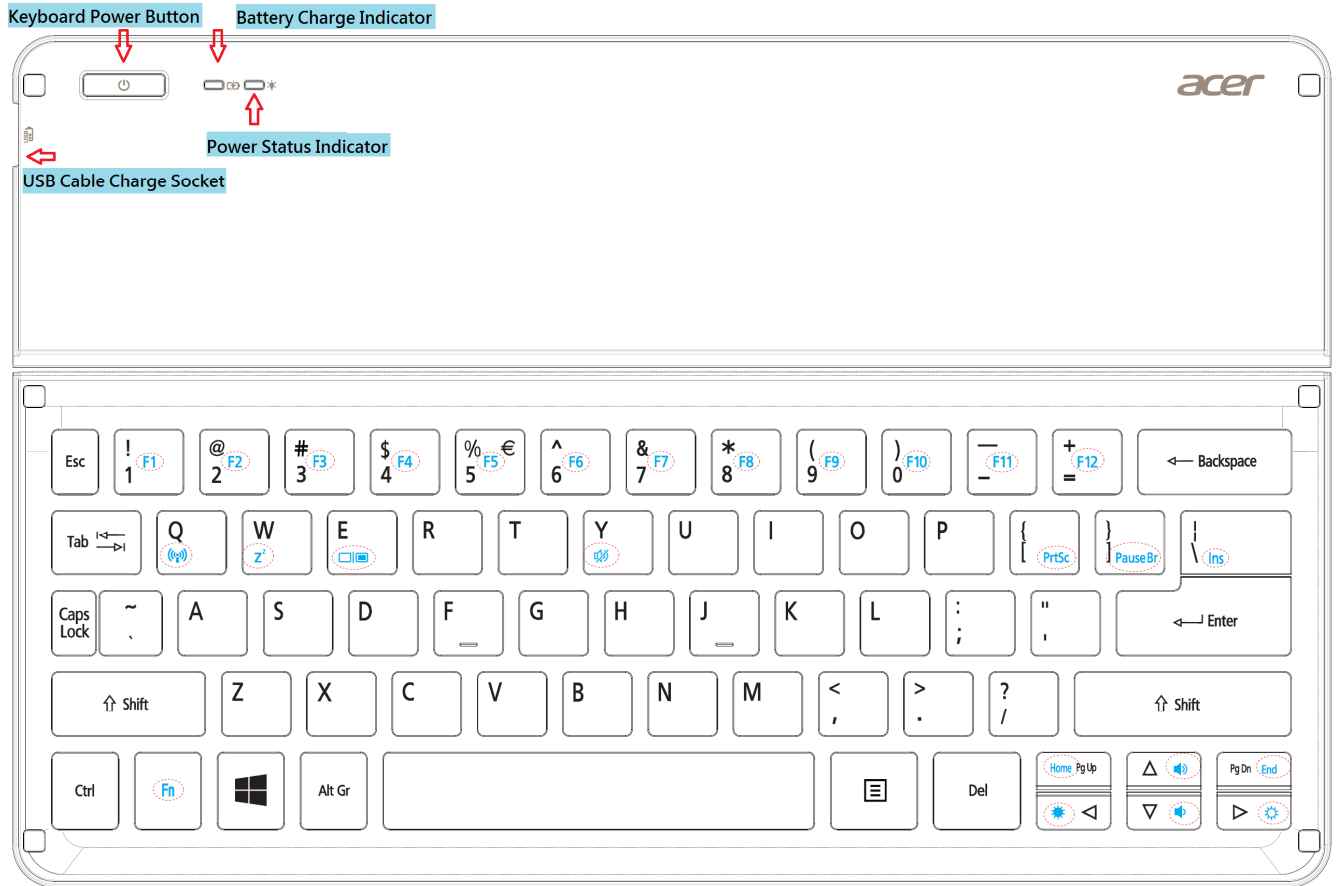 Keyboard Power Button
Battery Charge Indicator
acer
Power Status Indicator
USB Cable Charge Socket
Esc
! 1 F1
@ 2 F2
# 3 F3
$ 4 F4
% € 5 F5
^ 6 F6
& 7 F7
* 8 F8
( 9 F9
) 0 F10
— - F11
+ = F12
Backspace
Tab
Q
W Zz
E
R
T
Y
U
I
O
P
{ [ PrtSc
} ] Pause Br
¦ \ Ins
Caps
Lock
~ `
A
S
D
F
G
H
J
K
L
: ;
" '
Enter
Shift
Z
X
C
V
B
N
M
< ,
> .
? /
Shift
Ctrl
Fn
Alt Gr
Del
Home Pg Up
Pg Dn End